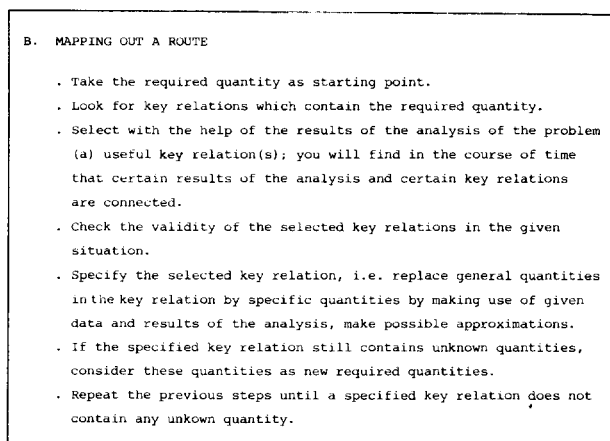 B. MAPPING OUT A ROUTE
. Take the required quantity as starting point.
. Look for key relations which contain the required quantity.
. Select with the help of the results of the analysis of the problem
(a) useful key relation(s); you will find in the course of time
that certain results of the analysis and certain key relations
are connected.
. Check the validity of the selected key relations in the given
situation.
. Specify the selected key relation, i.e. replace general quantities
in the key relation by specific quantities by making use of given
data and results of the analysis, make possible approximations.
. If the specified key relation still contains unknown quantities,
consider these quantities as new required quantities.
. Repeat the previous steps until a specified key relation does not
contain any unkown quantity.